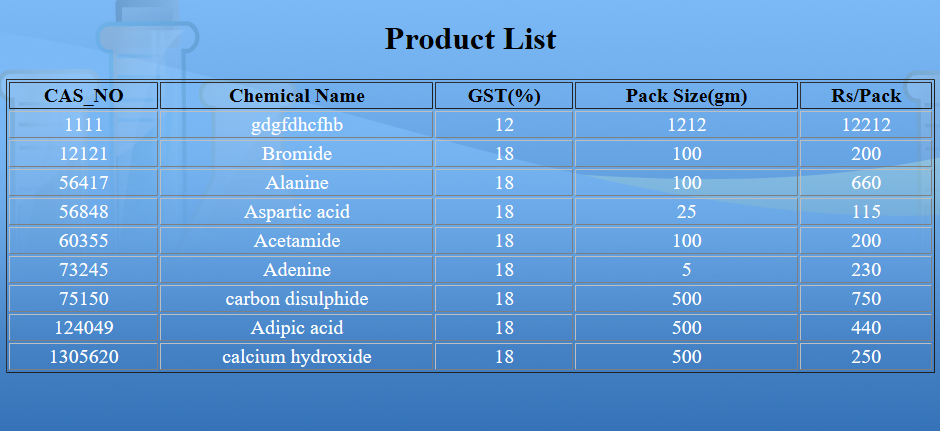 Product List
CAS_NO Chemical Name GST(%) Pack Size(gm) Rs/Pack
1111 gdgfdhcfhb 12 1212 12212
12121 Bromide 18 100 200
56417 Alanine 18 100 660
56848 Aspartic acid 18 25 115
60355 Acetamide 18 100 200
73245 Adenine 18 5 230
75150 carbon disulphide 18 500 750
124049 Adipic acid 18 500 440
1305620 calcium hydroxide 18 500 250